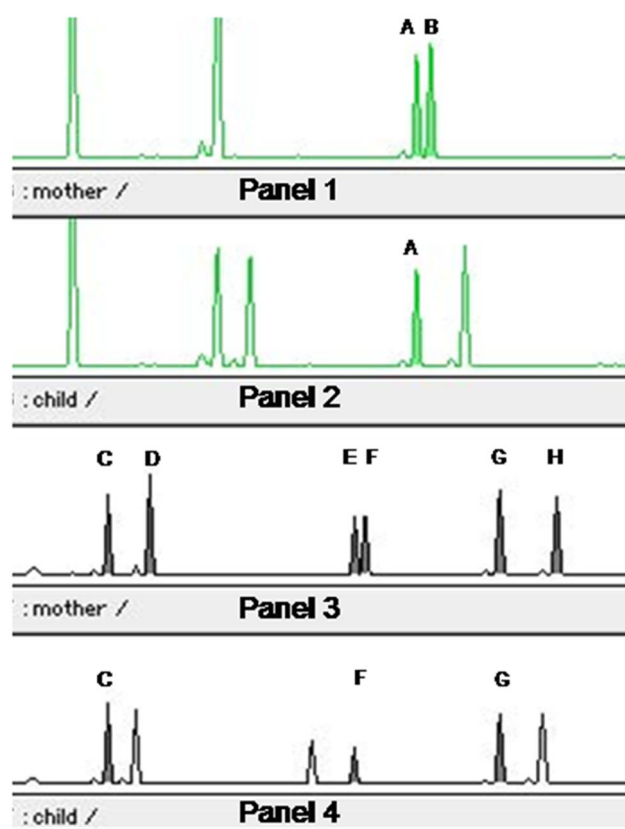 A B
: mother / Panel 1
A
: child / Panel 2
C D E F G H
: mother / Panel 3
C F G
: child / Panel 4